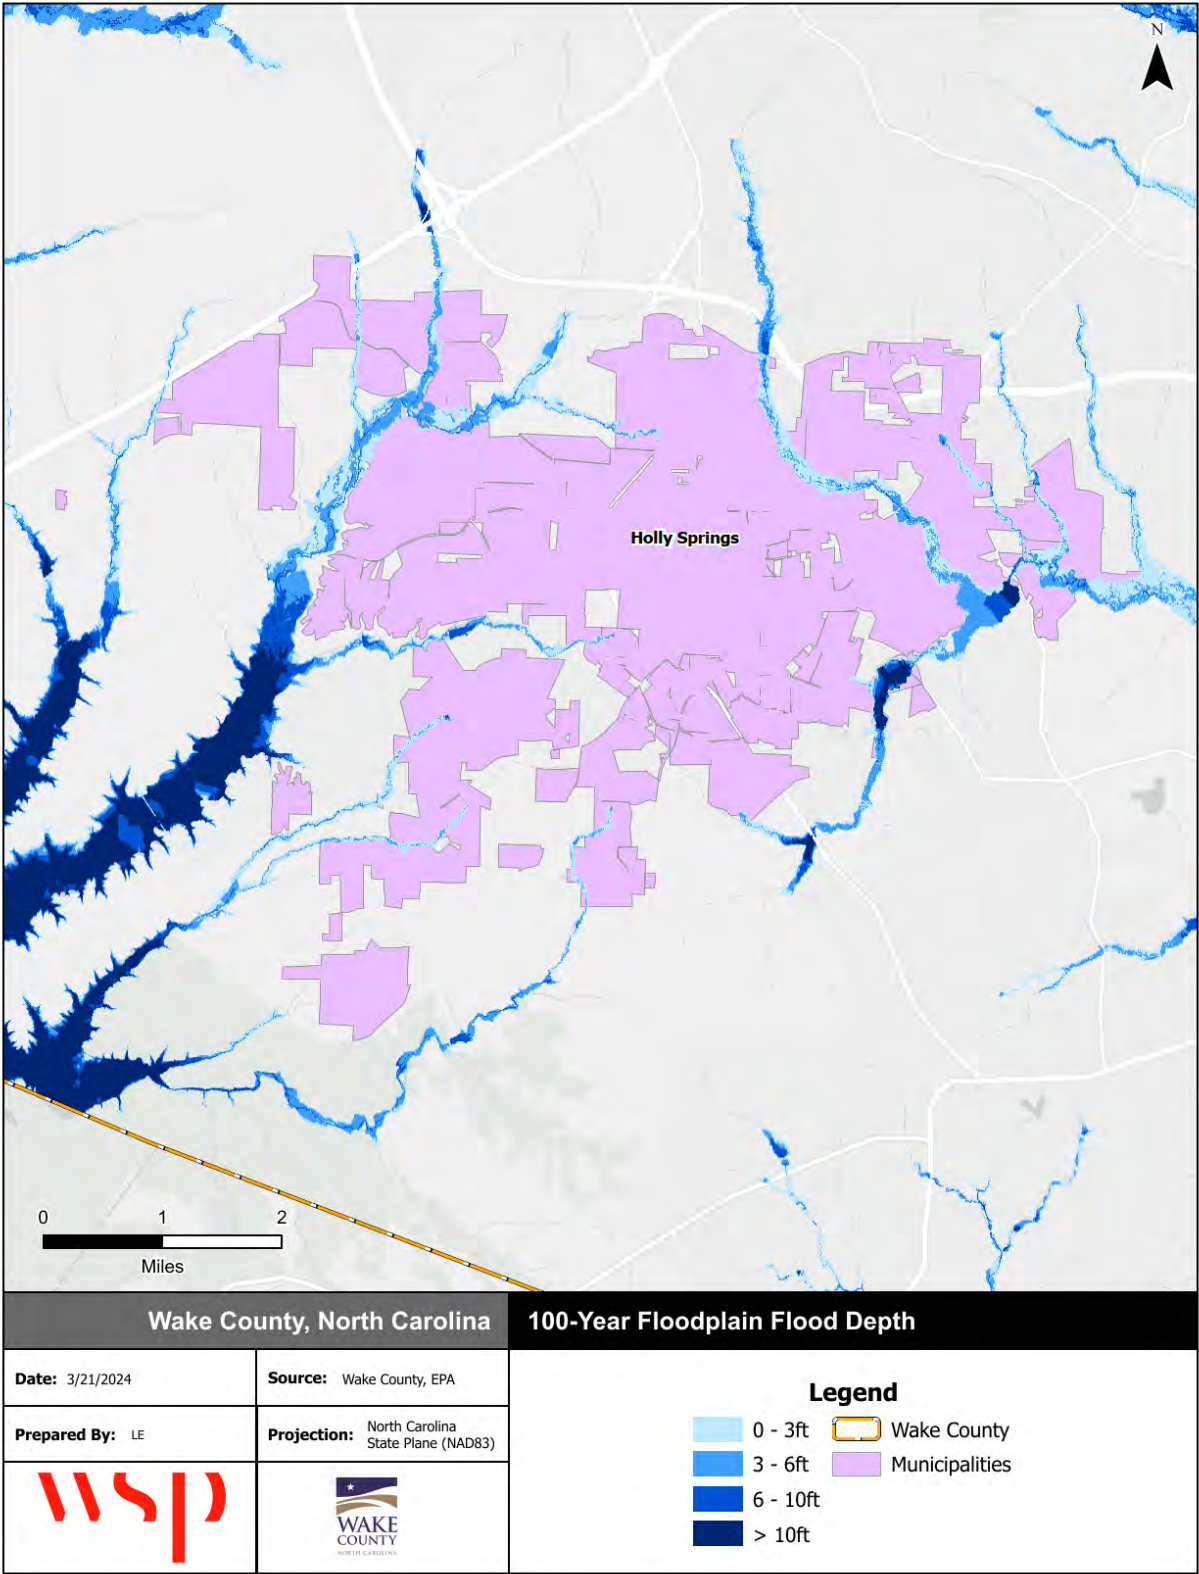 N
Holly Springs
0 1 2
Miles
Wake County, North Carolina
100-Year Floodplain Flood Depth
Date: 3/21/2024
Source: Wake County, EPA
Prepared By: LE
Projection: North Carolina
State Plane (NAD83)
wsp
WAKE
COUNTY
NORTH CAROLINA
Legend
0 - 3ft
Wake County
3 - 6ft
Municipalities
6 - 10ft
> 10ft